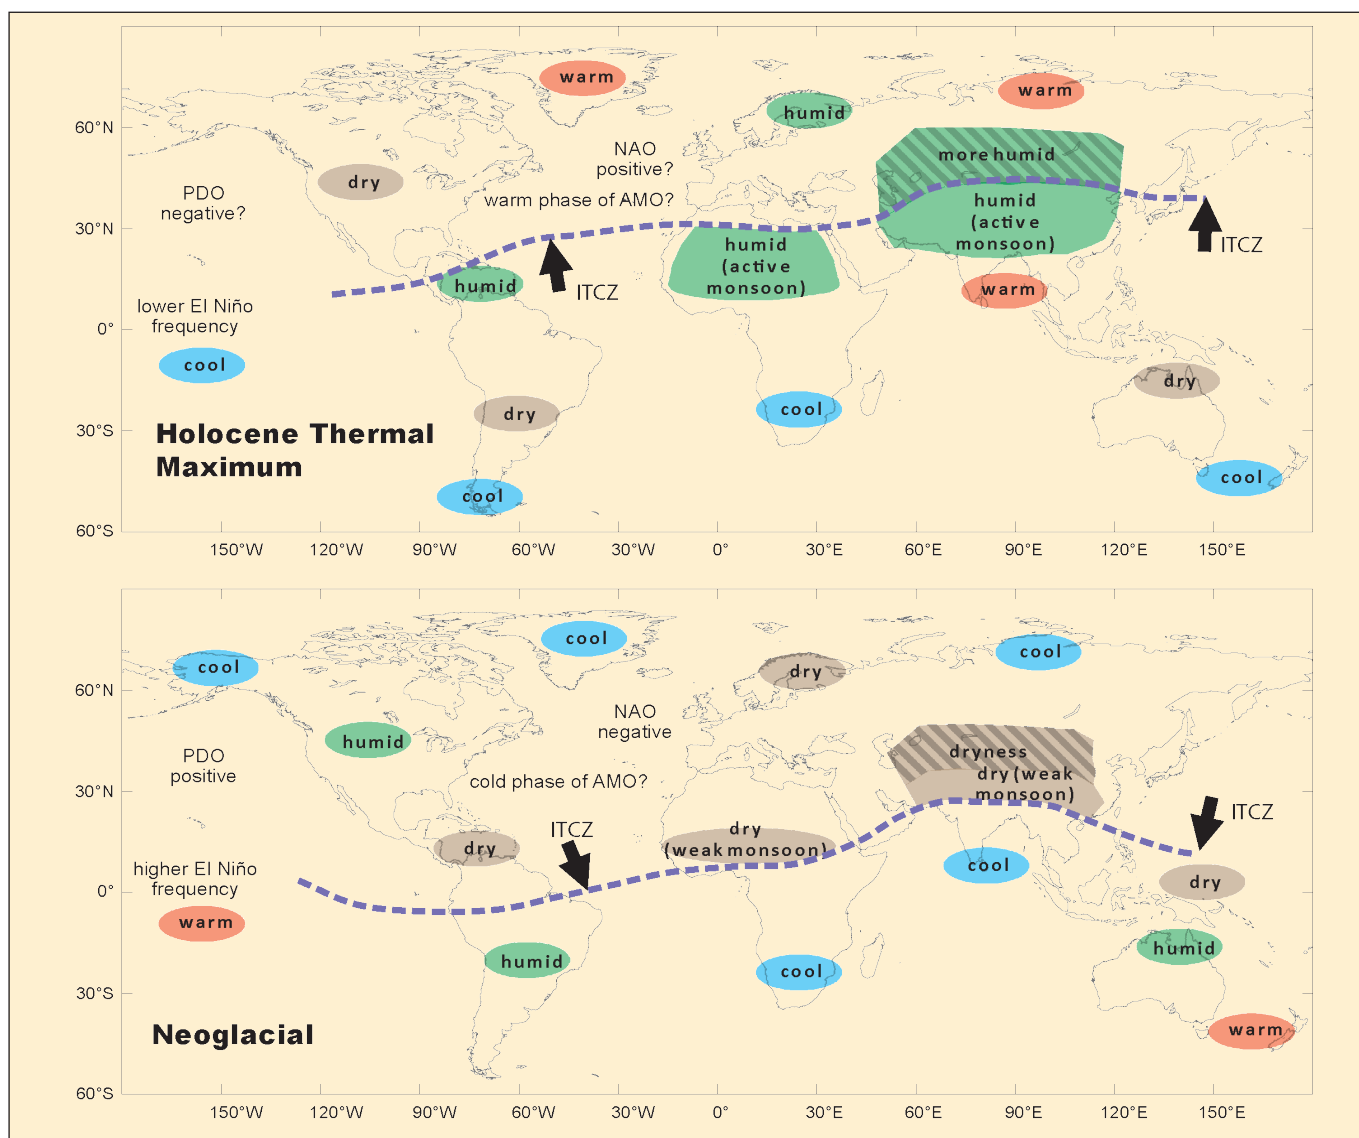 warm
warm
humid
60°N
NAO
positive?
more humid
dry
PDO
negative?
warm phase of AMO?
humid
(active
monsoon)
30°N
humid
(active
monsoon)
ITCZ
humid
ITCZ
warm
lower El Niño
frequency
0°
cool
dry
dry
cool
30°S
Holocene Thermal
Maximum
cool
cool
60°S
150°W 120°W 90°W 60°W 30°W 0° 30°E 60°E 90°E 120°E 150°E
cool
cool
cool
dry
60°N
NAO
negative
humid
PDO
positive
dryness
dry (weak
monsoon)
cold phase of AMO?
30°N
ITCZ
ITCZ
dry
(weak monsoon)
dry
higher El Niño
frequency
cool
dry
0°
warm
humid
humid
cool
30°S
Neoglacial
warm
60°S
150°W 120°W 90°W 60°W 30°W 0° 30°E 60°E 90°E 120°E 150°E